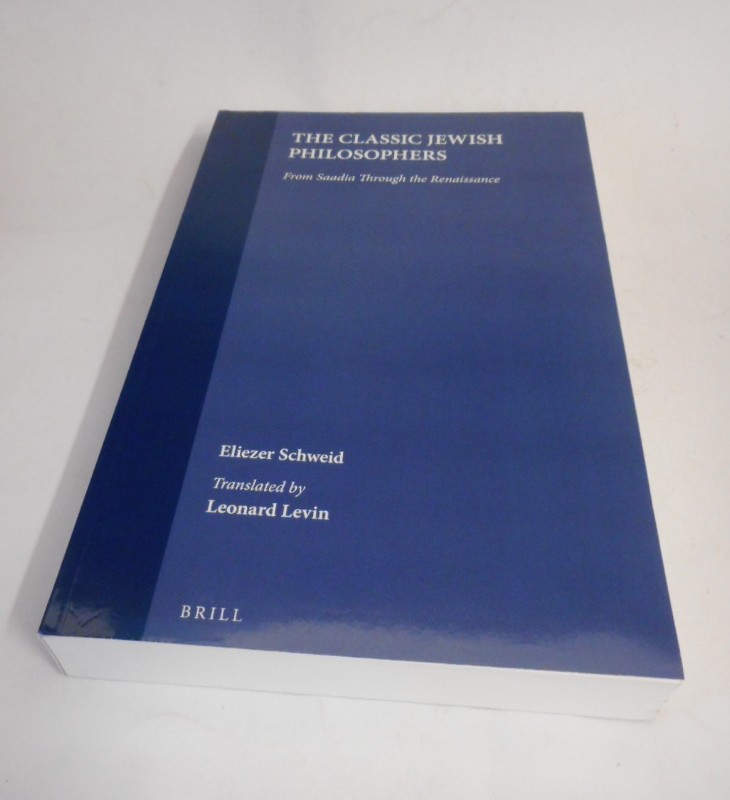 THE CLASSIC JEWISH
PHILOSOPHERS
From Saadia Through the Renaissance
Eliezer Schweid
Translated by
Leonard Levin
BRILL